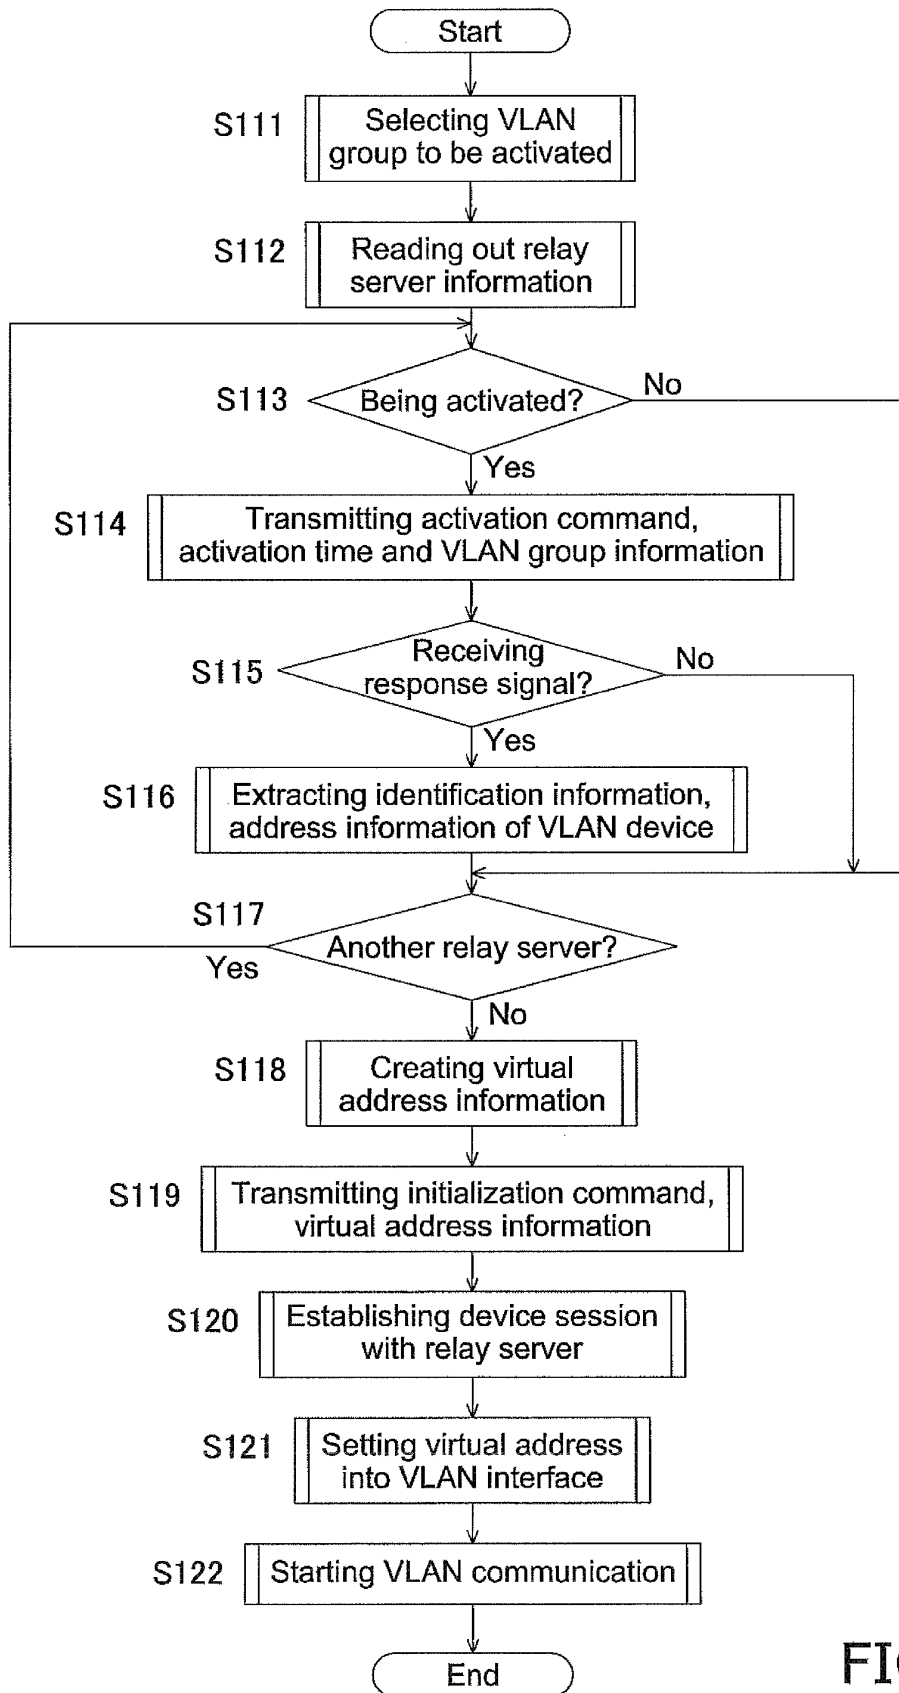 Start
S111
Selecting VLAN
group to be activated
S112
Reading out relay
server information
S113
Being activated?
No
Yes
S114
Transmitting activation command,
activation time and VLAN group information
S115
Receiving
response signal?
No
Yes
S116
Extracting identification information,
address information of VLAN device
S117
Another relay server?
Yes
No
S118
Creating virtual
address information
S119
Transmitting initialization command,
virtual address information
S120
Establishing device session
with relay server
S121
Setting virtual address
into VLAN interface
S122
Starting VLAN communication
End